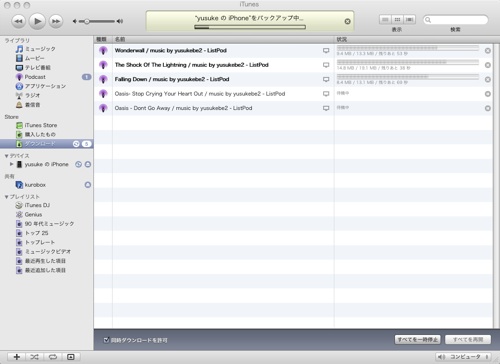 iTunes
"yusuke の iPhone"をバックアップ中...
表示
検索
ライブラリ
ミュージック
ムービー
テレビ番組
Podcast
1
アプリケーション
ラジオ
着信音
Store
iTunes Store
購入したもの
ダウンロード
5
デバイス
yusuke の iPhone
共有
kurobox
プレイリスト
iTunes DJ
Genius
90 年代ミュージック
トップ 25
トップレート
ミュージックビデオ
最近再生した項目
最近追加した項目
種類
名前
状況
Wonderwall / music by yusukebe2 - ListPod
The Shock Of The Lightning / music by yusukebe2 - ListPod
Falling Down / music by yusukebe2 - ListPod
Oasis- Stop Crying Your Heart Out / music by yusukebe2 - ListPod
待機中
Oasis - Dont Go Away / music by yusukebe2 - ListPod
待機中
同時ダウンロードを許可
すべてを一時停止
すべてを再開
コンピュータ